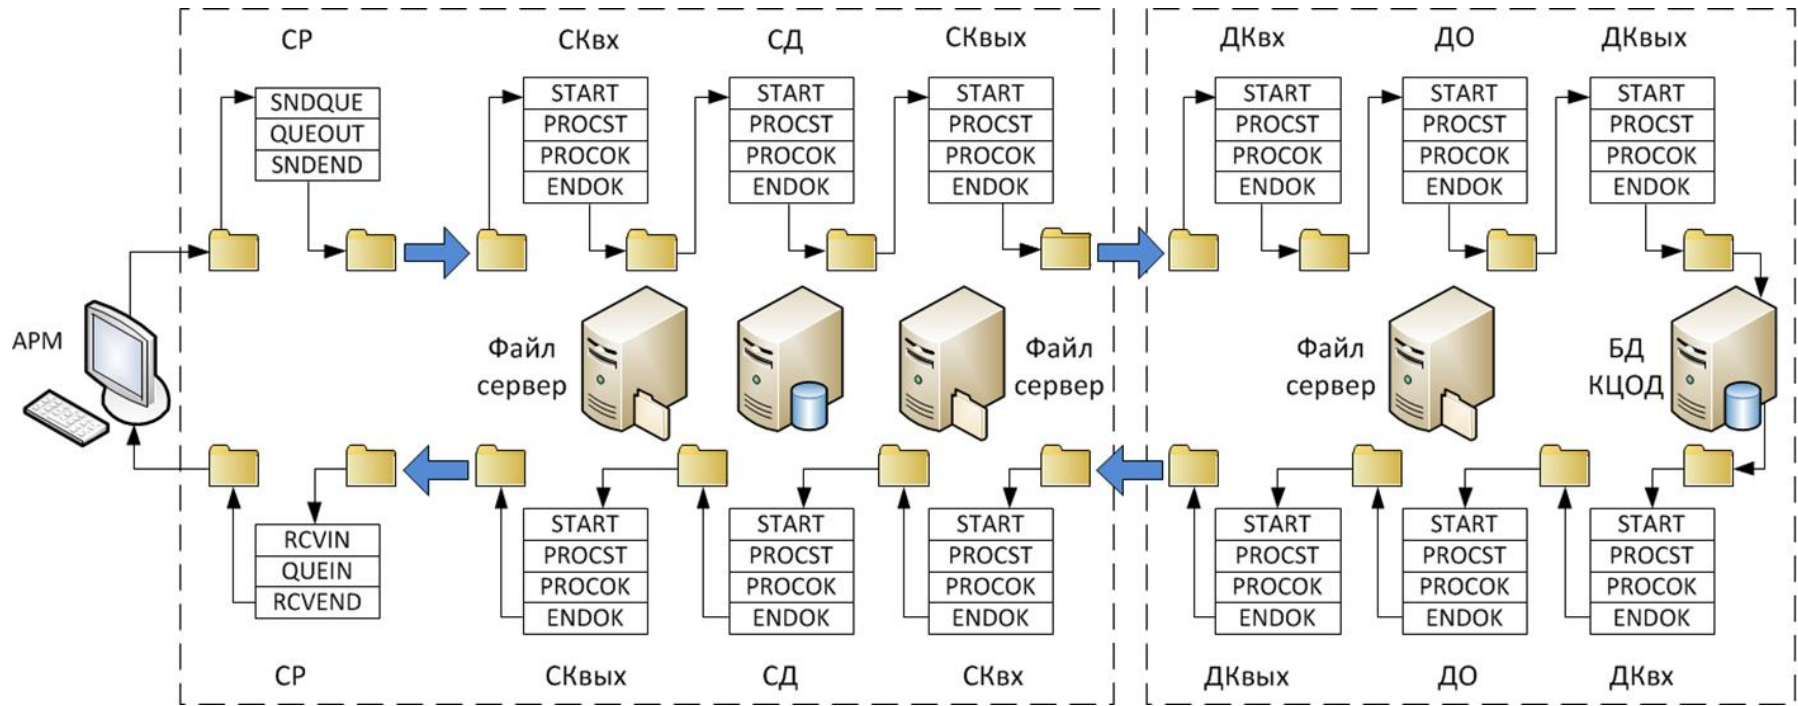 СР
СКвх
СД
СКвых
ДКвх
ДО
ДКвых
SNDQUE
QUEOUT
SNDEND
START
PROCST
PROCOK
ENDOK
START
PROCST
PROCOK
ENDOK
START
PROCST
PROCOK
ENDOK
START
PROCST
PROCOK
ENDOK
START
PROCST
PROCOK
ENDOK
START
PROCST
PROCOK
ENDOK
АРМ
Файл
сервер
Файл
сервер
Файл
сервер
БД
КЦОД
RCVIN
QUEIN
RCVEND
START
PROCST
PROCOK
ENDOK
START
PROCST
PROCOK
ENDOK
START
PROCST
PROCOK
ENDOK
START
PROCST
PROCOK
ENDOK
START
PROCST
PROCOK
ENDOK
START
PROCST
PROCOK
ENDOK
СР
СКвых
СД
СКвх
ДКвых
ДО
ДКвх